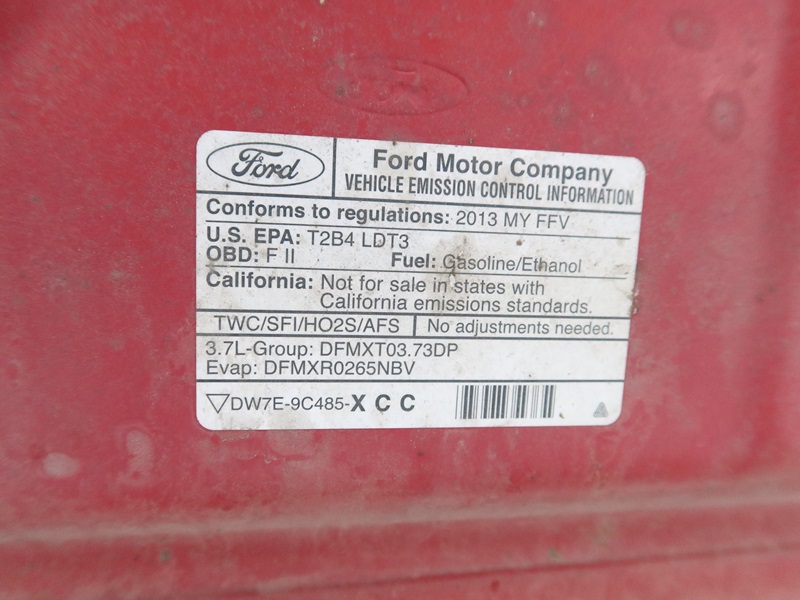 Ford
Ford Motor Company
VEHICLE EMISSION CONTROL INFORMATION
Conforms to regulations: 2013 MY FFV
U.S. EPA: T2B4 LDT3
OBD: F II Fuel: Gasoline/Ethanol
California: Not for sale in states with
California emissions standards.
TWC/SFI/HO2S/AFS No adjustments needed.
3.7L-Group: DFMXT03.73DP
Evap: DFMXR0265NBV
▽DW7E-9C485-X C C